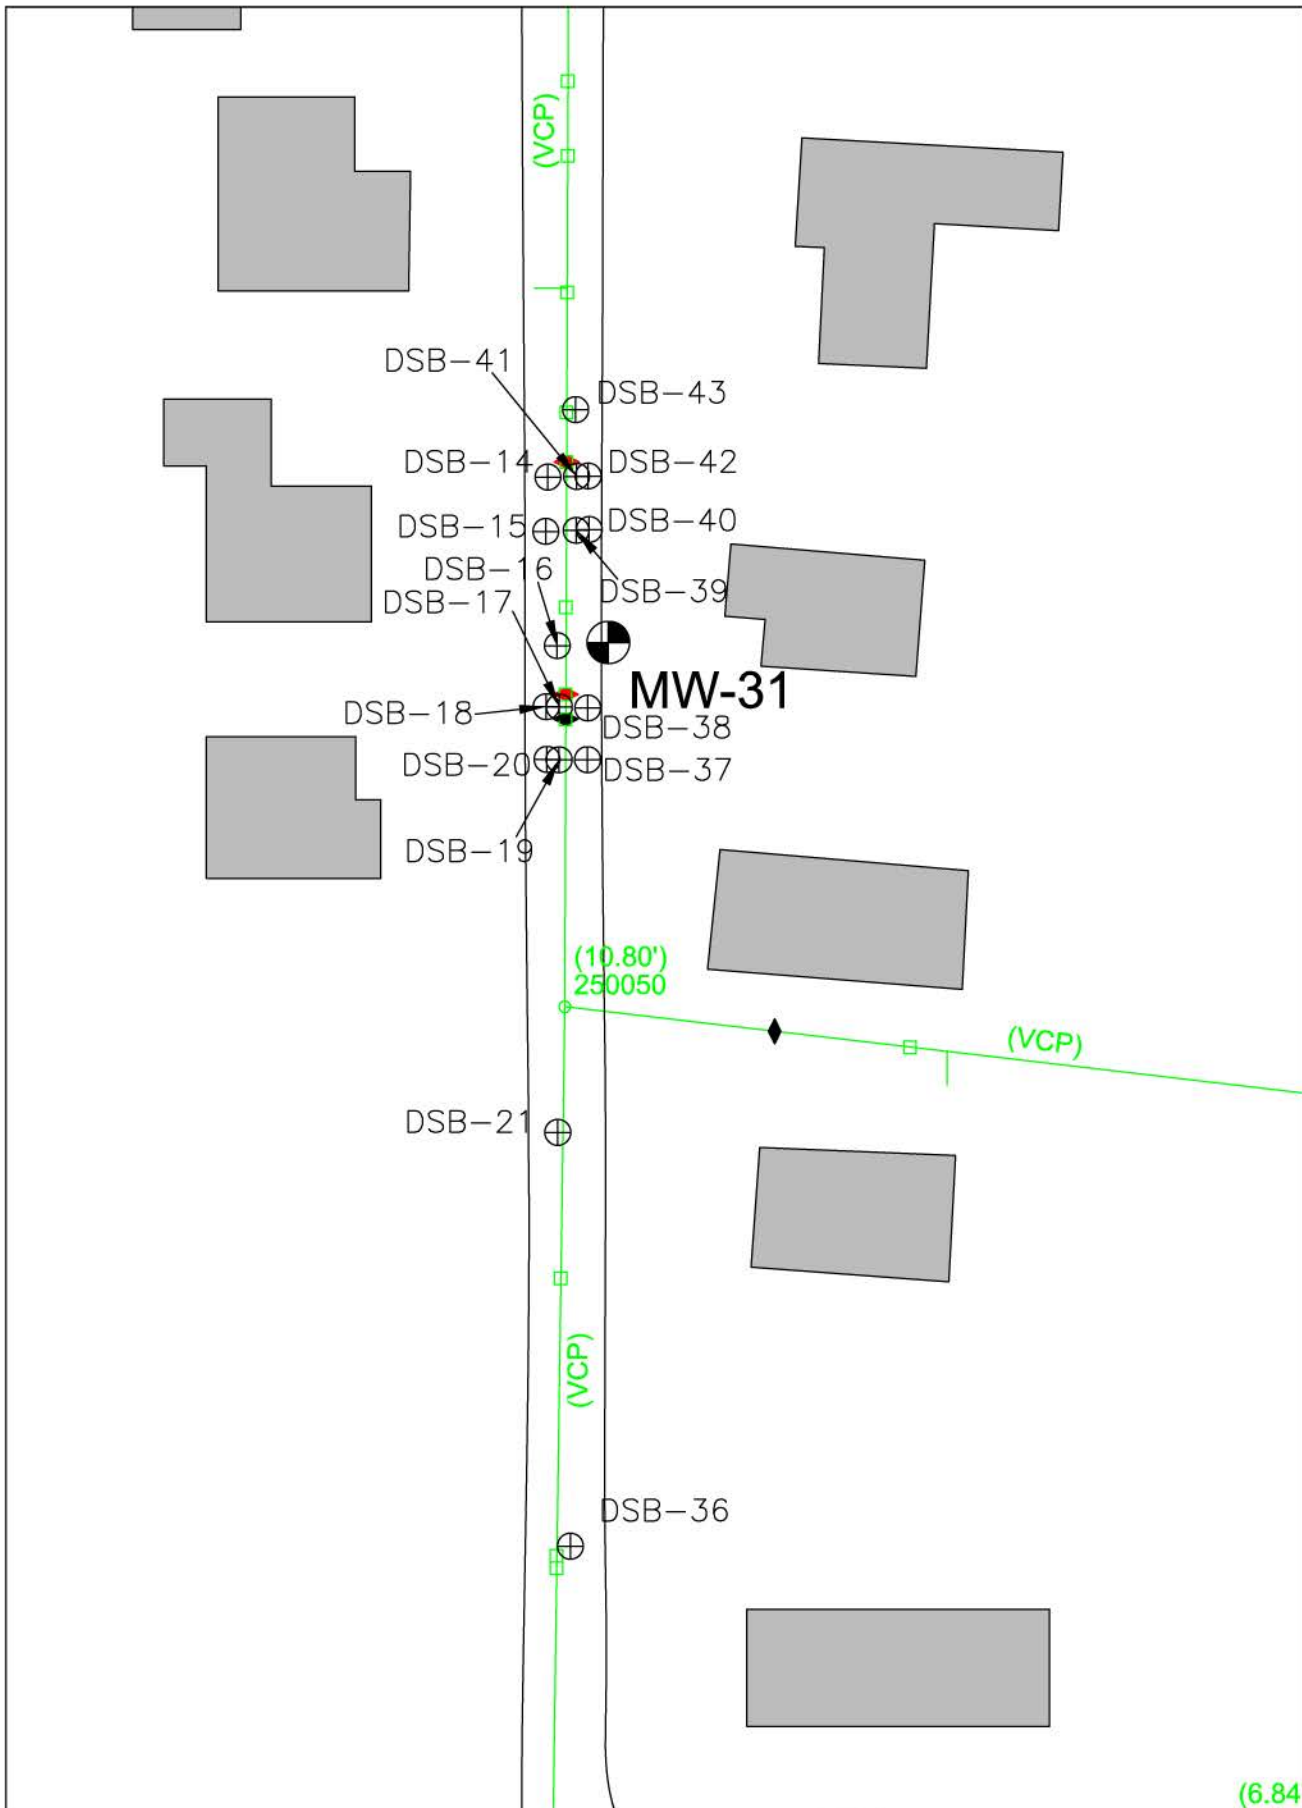 (VCP)
DSB-41
DSB-43
DSB-14
DSB-42
DSB-15
DSB-40
DSB-16
DSB-39
DSB-17
MW-31
DSB-18
DSB-38
DSB-20
DSB-37
DSB-19
(10.80')
250050
(VCP)
DSB-21
(VCP)
DSB-36
(6.84